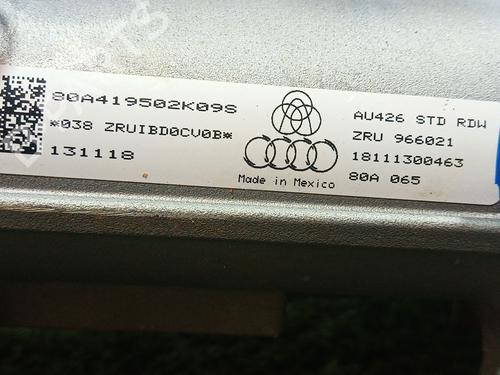 80A419502K09S
*038 ZRUIBD0CV0B*
131118
Made in Mexico
AU426 STD RDW
ZRU 966021
18111300463
80A 065